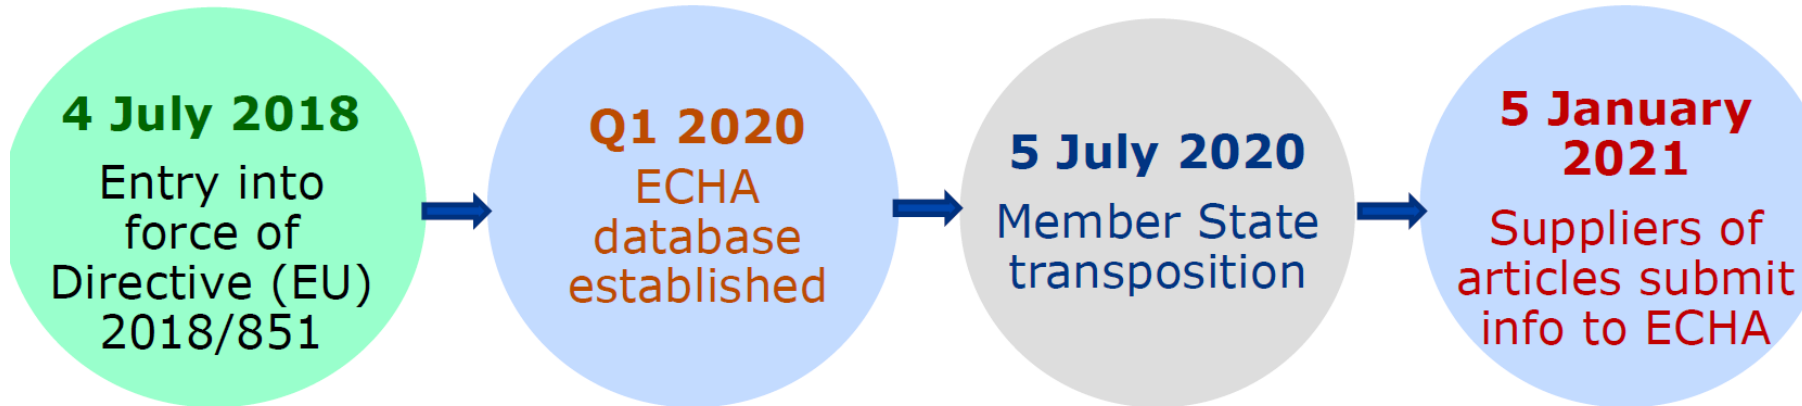 4 July 2018
Entry into
force of
Directive (EU)
2018/851
Q1 2020
ECHA
database
established
5 July 2020
Member State
transposition
5 January
2021
Suppliers of
articles submit
info to ECHA